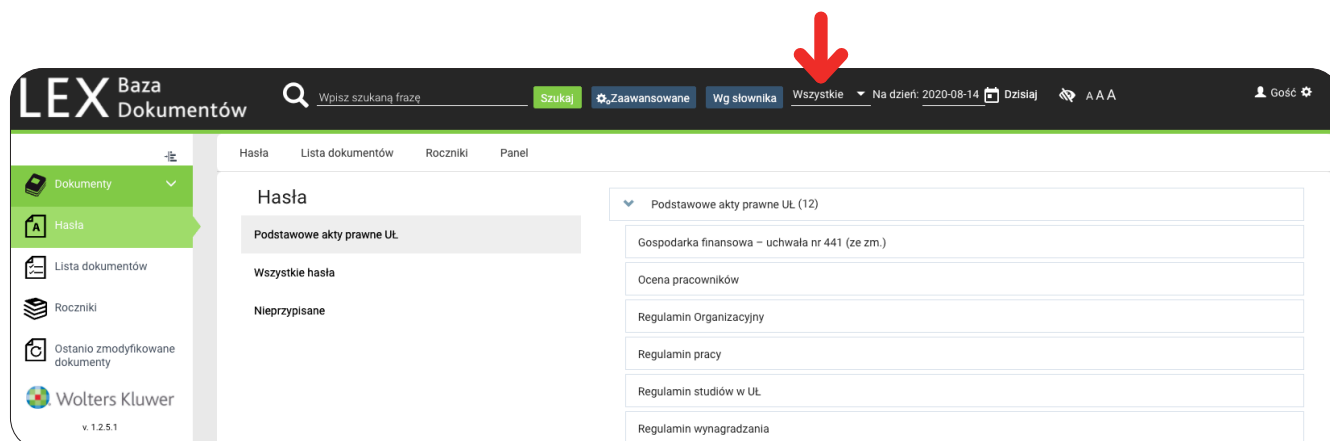 LEX Baza
Dokumentów
Wpisz szukaną frazę
Szukaj
Zaawansowane
Wg słownika
Wszystkie
Na dzień: 2020-08-14
Dzisiaj
A A A
Gość
Hasła Lista dokumentów Roczniki Panel
Dokumenty
A Hasła
Lista dokumentów
Roczniki
Ostanio zmodyfikowane
dokumenty
Wolters Kluwer
v. 1.2.5.1
Hasła
Podstawowe akty prawne UŁ
Wszystkie hasła
Nieprzypisane
Podstawowe akty prawne UŁ (12)
Gospodarka finansowa – uchwała nr 441 (ze zm.)
Ocena pracowników
Regulamin Organizacyjny
Regulamin pracy
Regulamin studiów w UŁ
Regulamin wynagradzania